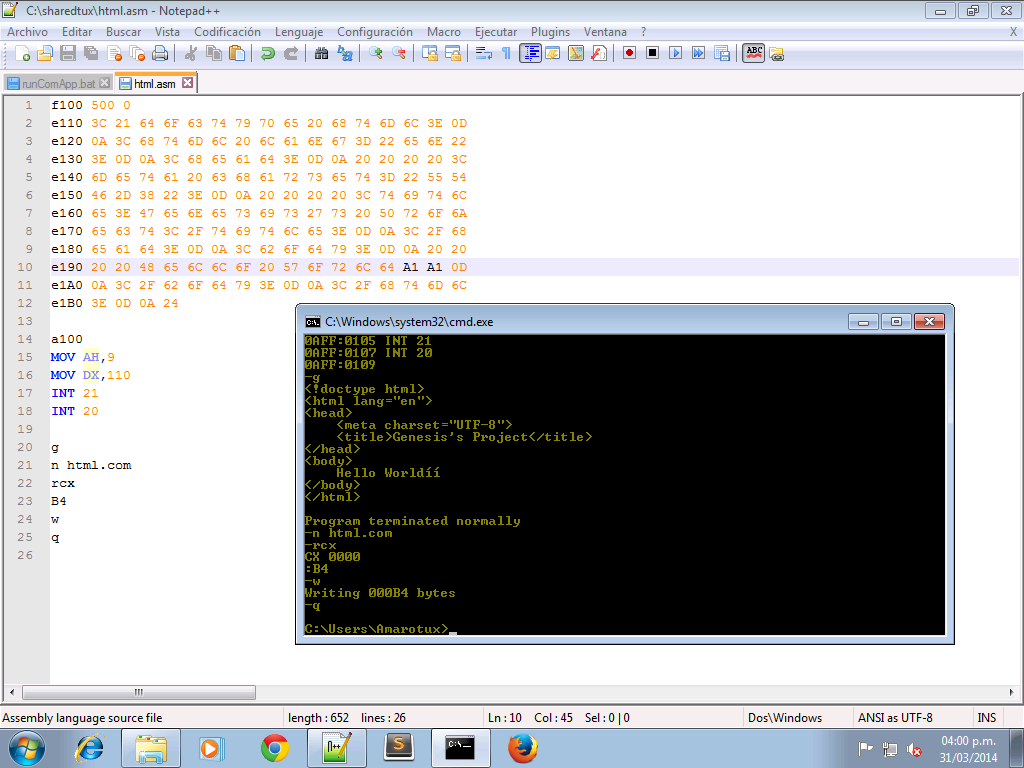 C:\sharedtux\html.asm - Notepad++
Archivo Editar Buscar Vista Codificación Lenguaje Configuración Macro Ejecutar Plugins Ventana ? X
ABC
runComApp.bat html.asm
1 f100 500 0
2 e110 3C 21 64 6F 63 74 79 70 65 20 68 74 6D 6C 3E 0D
3 e120 0A 3C 68 74 6D 6C 20 6C 61 6E 67 3D 22 65 6E 22
4 e130 3E 0D 0A 3C 68 65 61 64 3E 0D 0A 20 20 20 20 3C
5 e140 6D 65 74 61 20 63 68 61 72 73 65 74 3D 22 55 54
6 e150 46 2D 38 22 3E 0D 0A 20 20 20 20 3C 74 69 74 6C
7 e160 65 3E 47 65 6E 65 73 69 73 27 73 20 50 72 6F 6A
8 e170 65 63 74 3C 2F 74 69 74 6C 65 3E 0D 0A 3C 2F 68
9 e180 65 61 64 3E 0D 0A 3C 62 6F 64 79 3E 0D 0A 20 20
10 e190 20 20 48 65 6C 6C 6F 20 57 6F 72 6C 64 A1 A1 0D
11 e1A0 0A 3C 2F 62 6F 64 79 3E 0D 0A 3C 2F 68 74 6D 6C
12 e1B0 3E 0D 0A 24
13
14 a100
15 MOV AH,9
16 MOV DX,110
17 INT 21
18 INT 20
19
20 g
21 n html.com
22 rcx
23 B4
24 w
25 q
26
C:\Windows\system32\cmd.exe
0AFF:0105 INT 21
0AFF:0107 INT 20
0AFF:0109
-g
<!doctype html>
<html lang="en">
<head>
<meta charset="UTF-8">
<title>Genesis's Project</title>
</head>
<body>
Hello Worldíí
</body>
</html>
Program terminated normally
-n html.com
-rcx
CX 0000
:B4
-w
Writing 000B4 bytes
-q
C:\Users\Amarotux>_
Assembly language source file length : 652 lines : 26 Ln : 10 Col : 45 Sel : 0 | 0 Dos\Windows ANSI as UTF-8 INS
04:00 p.m.
31/03/2014